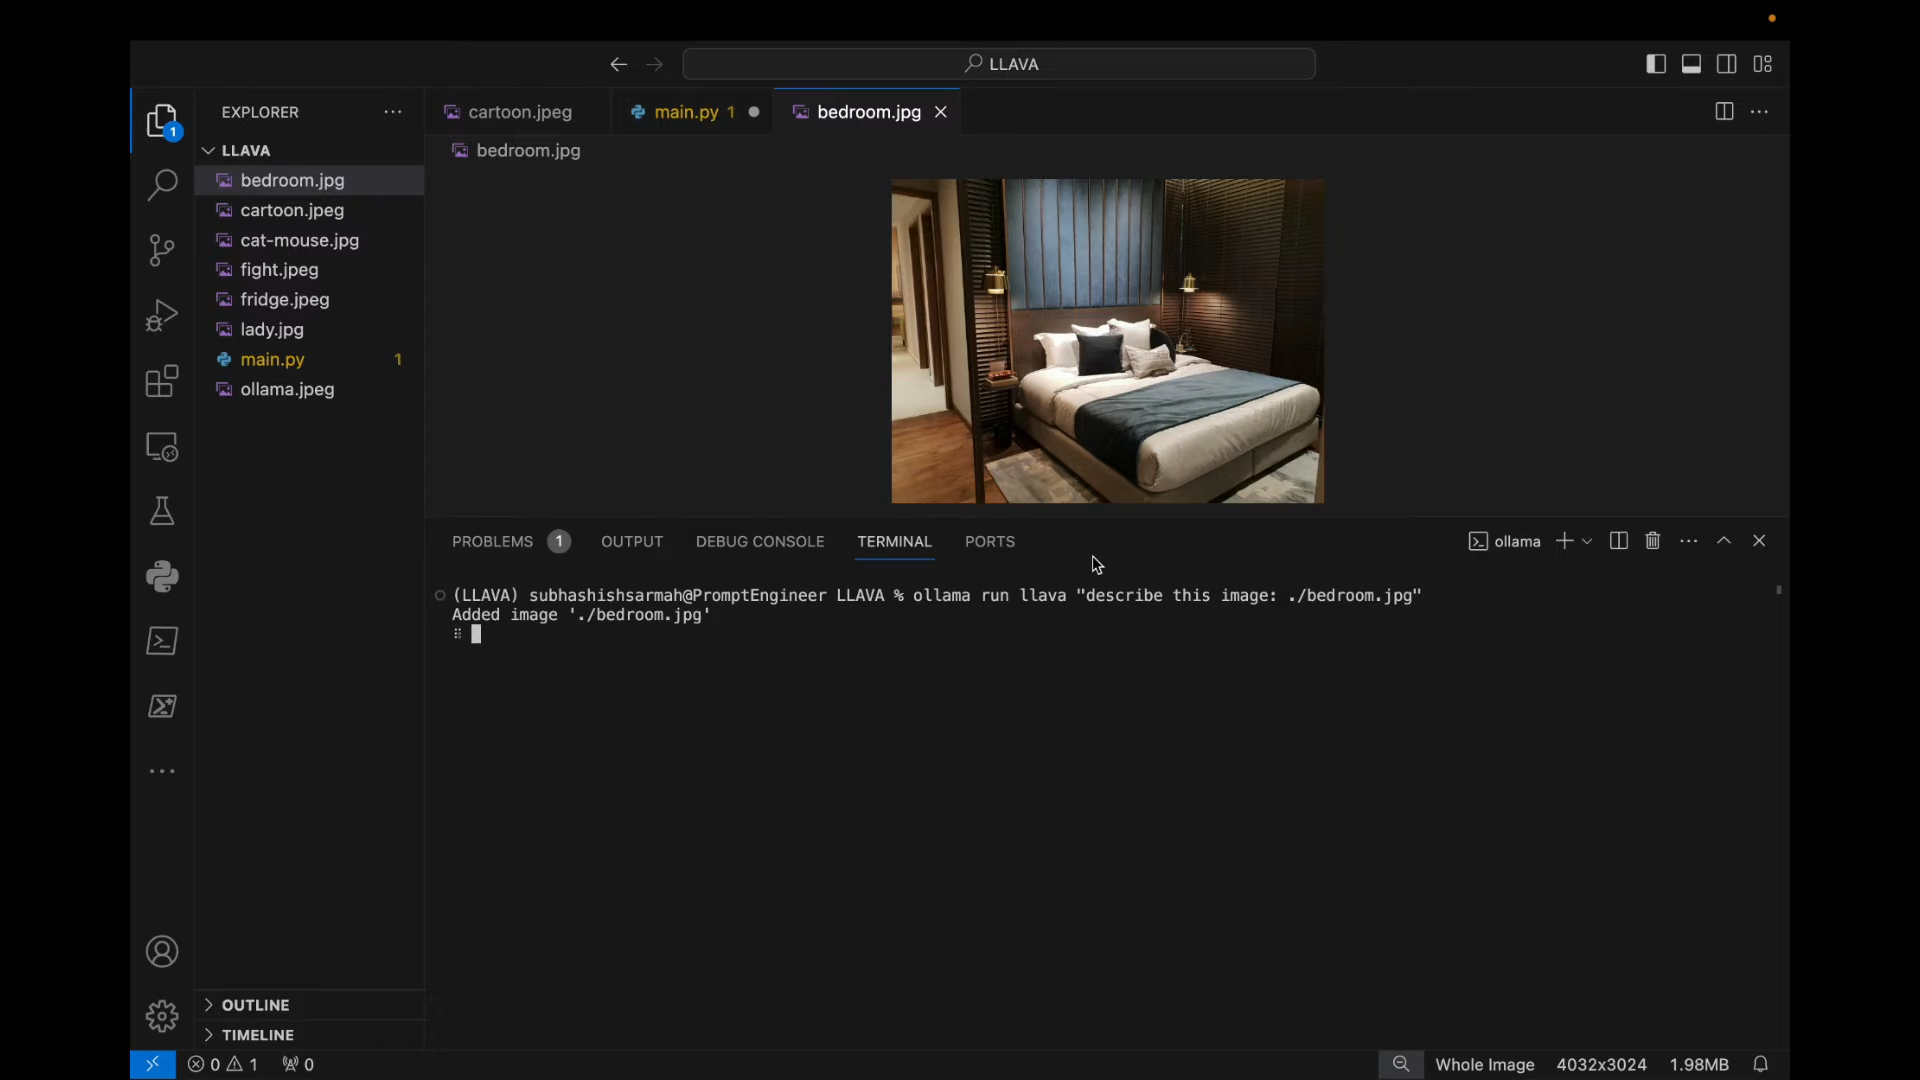 LLAVA
EXPLORER
cartoon.jpeg
main.py 1
bedroom.jpg
1
LLAVA
bedroom.jpg
bedroom.jpg
cartoon.jpeg
cat-mouse.jpg
fight.jpeg
fridge.jpeg
lady.jpg
main.py 1
ollama.jpeg
PROBLEMS 1 OUTPUT DEBUG CONSOLE TERMINAL PORTS
ollama
(LLAVA) subhashishsarmah@PromptEngineer LLAVA % ollama run llava "describe this image: ./bedroom.jpg"
Added image './bedroom.jpg'
OUTLINE
TIMELINE
0 1 0
Whole Image 4032x3024 1.98MB